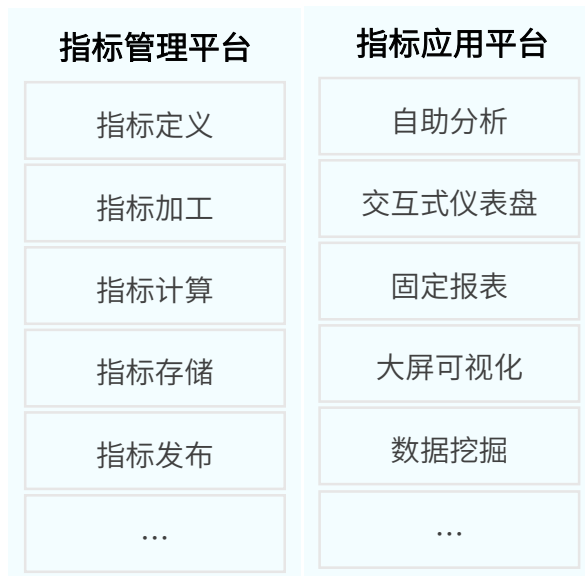 指标管理平台
指标定义
指标加工
指标计算
指标存储
指标发布
...
指标应用平台
自助分析
交互式仪表盘
固定报表
大屏可视化
数据挖掘
...